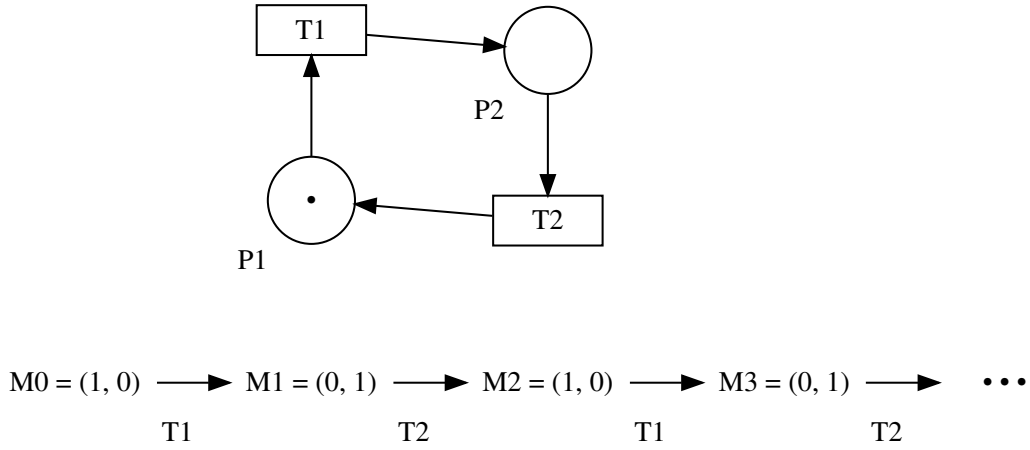 T1
P2
T2
P1
M0 = (1, 0) M1 = (0, 1) M2 = (1, 0) M3 = (0, 1) •••
T1 T2 T1 T2